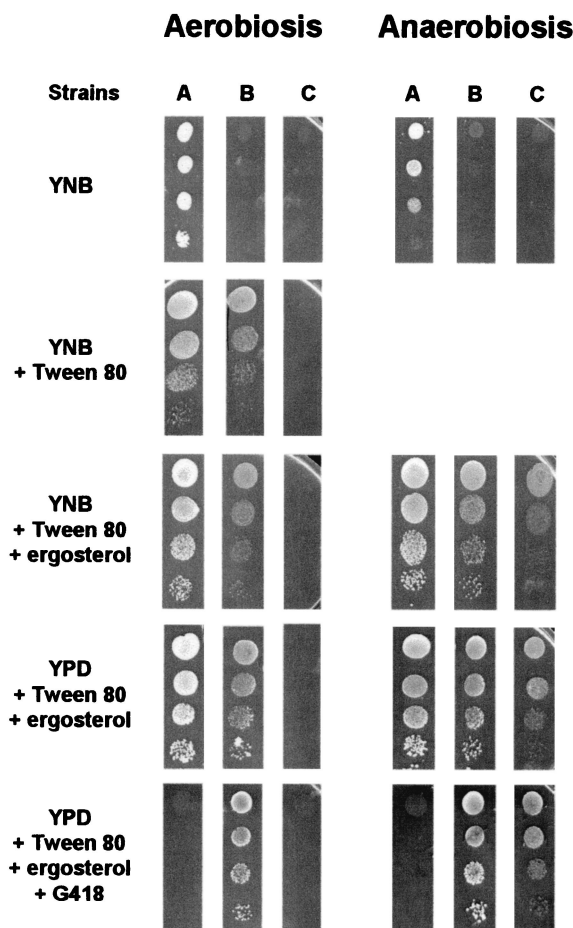 Aerobiosis Anaerobiosis
Strains A B C A B C
YNB
YNB
+ Tween 80
YNB
+ Tween 80
+ ergosterol
YPD
+ Tween 80
+ ergosterol
YPD
+ Tween 80
+ ergosterol
+ G418